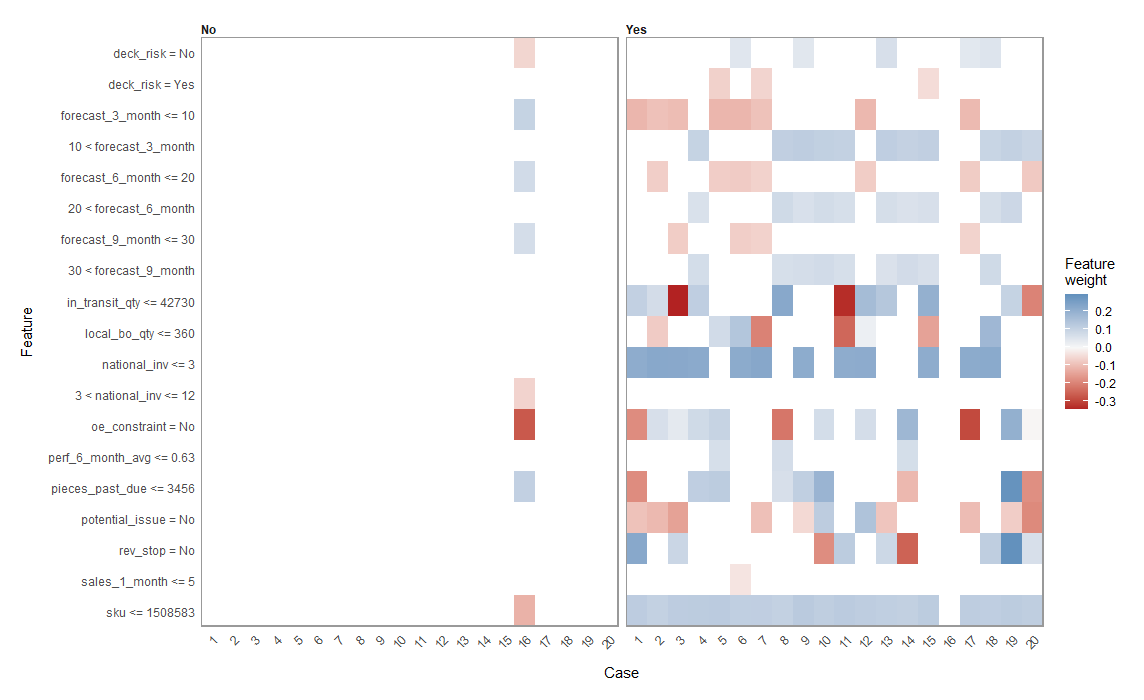 No
Yes
Feature
deck_risk = No
deck_risk = Yes
forecast_3_month <= 10
10 < forecast_3_month
forecast_6_month <= 20
20 < forecast_6_month
forecast_9_month <= 30
30 < forecast_9_month
in_transit_qty <= 42730
local_bo_qty <= 360
national_inv <= 3
3 < national_inv <= 12
oe_constraint = No
perf_6_month_avg <= 0.63
pieces_past_due <= 3456
potential_issue = No
rev_stop = No
sales_1_month <= 5
sku <= 1508583
1 2 3 4 5 6 7 8 9 10 11 12 13 14 15 16 17 18 19 20
1 2 3 4 5 6 7 8 9 10 11 12 13 14 15 16 17 18 19 20
Case
Feature
weight
0.2
0.1
0.0
-0.1
-0.2
-0.3